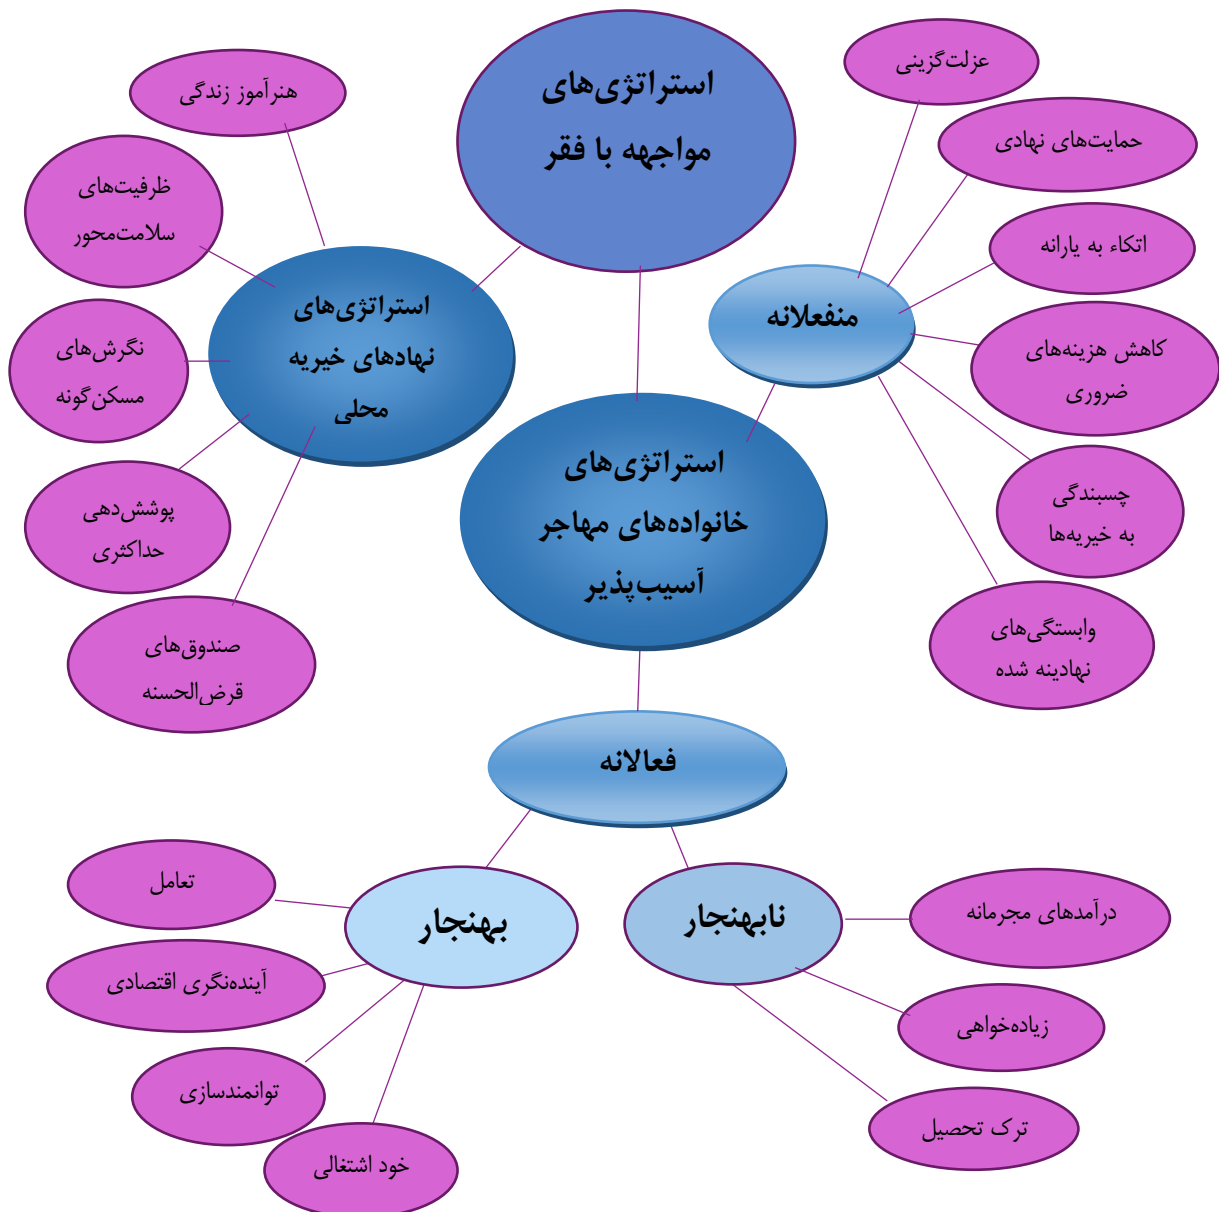 استراتژی‌های
مواجهه با فقر
عزلت‌گزینی
هنرآموز زندگی
حمایت‌های نهادی
ظرفیت‌های
سلامت‌محور
اتکاء به یارانه
استراتژی‌های
نهادهای خیریه
محلی
منفعلانه
نگرش‌های
مسکن‌گونه
کاهش هزینه‌های
ضروری
استراتژی‌های
خانواده‌های مهاجر
آسیب‌پذیر
چسبندگی
به خیریه‌ها
پوشش‌دهی
حداکثری
وابستگی‌های
نهادینه شده
صندوق‌های
قرض‌الحسنه
فعالانه
نابهنجار
بهنجار
درآمدهای مجرمانه
زیاده‌خواهی
ترک تحصیل
تعامل
آینده‌نگری اقتصادی
توانمندسازی
خود اشتغالی